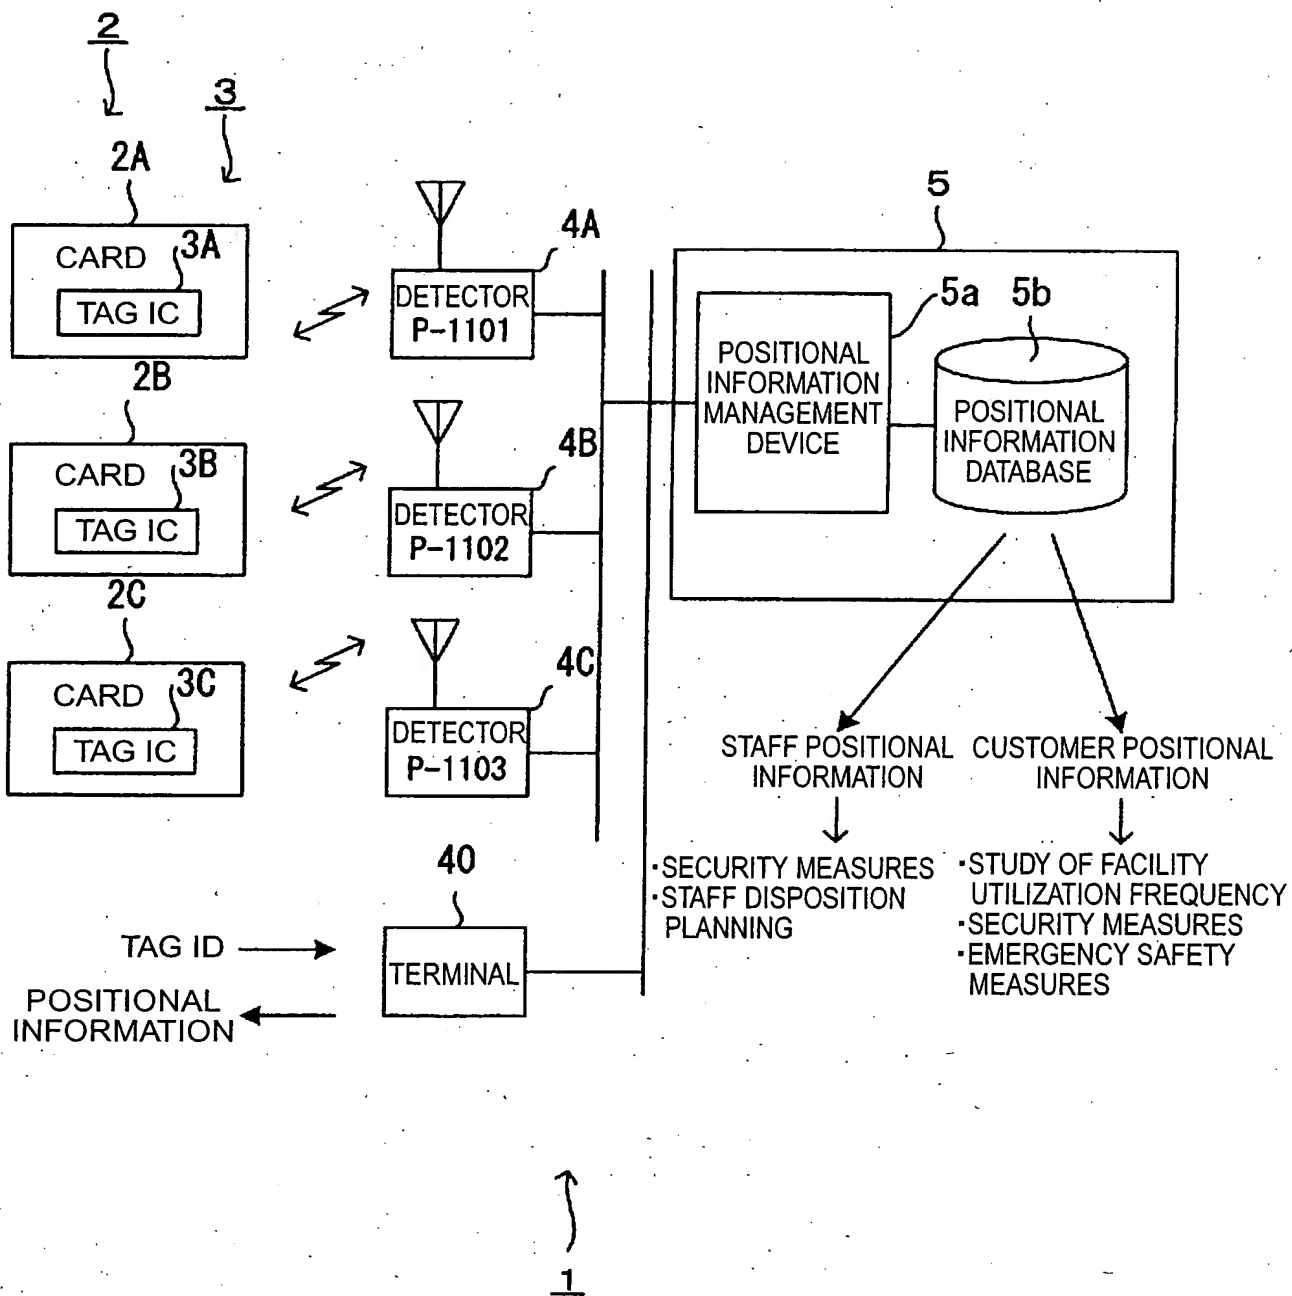 2
3
2A
CARD
3A
TAG IC
2B
CARD
3B
TAG IC
2C
CARD
3C
TAG IC
4A
DETECTOR
P-1101
4B
DETECTOR
P-1102
4C
DETECTOR
P-1103
40
TERMINAL
TAG ID
POSITIONAL
INFORMATION
5
5a
POSITIONAL
INFORMATION
MANAGEMENT
DEVICE
5b
POSITIONAL
INFORMATION
DATABASE
STAFF POSITIONAL
INFORMATION
·SECURITY MEASURES
·STAFF DISPOSITION
PLANNING
CUSTOMER POSITIONAL
INFORMATION
·STUDY OF FACILITY
UTILIZATION FREQUENCY
·SECURITY MEASURES
·EMERGENCY SAFETY
MEASURES
1